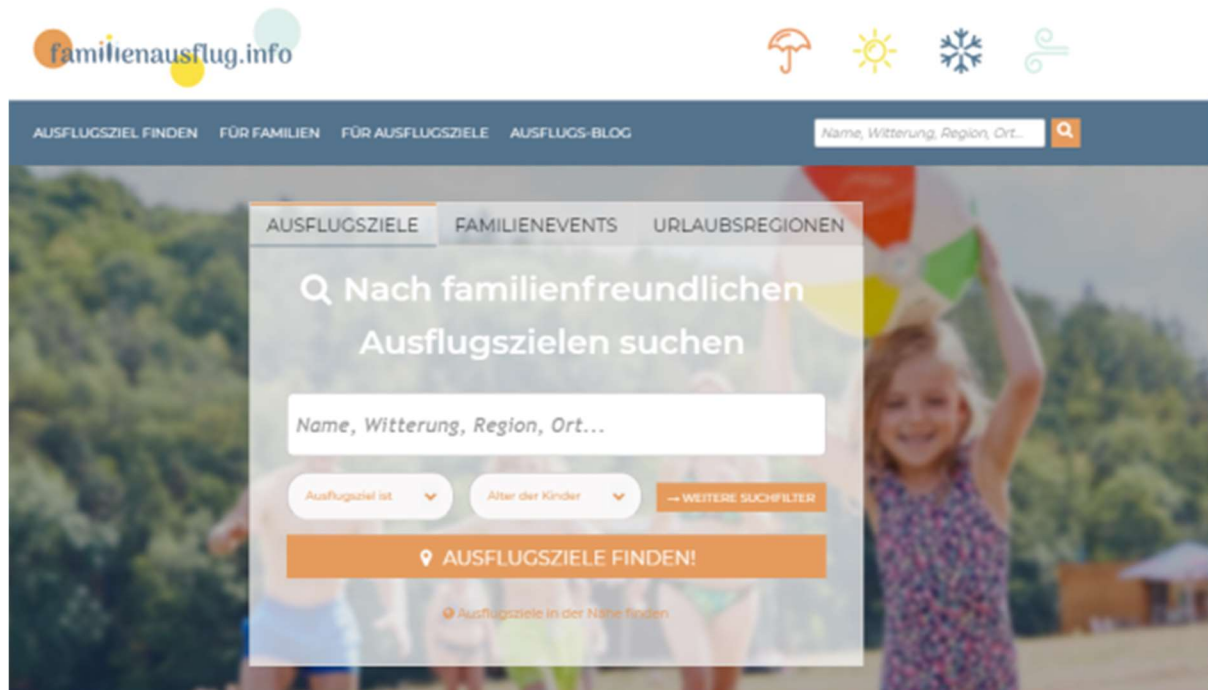 familienausflug.info
AUSFLUGSZIEL FINDEN FÜR FAMILIEN FÜR AUSFLUGSZIELE AUSFLUGS-BLOG Name, Witterung, Region, Ort...
AUSFLUGSZIELE FAMILIENEVENTS URLAUBSREGIONEN
Nach familienfreundlichen
Ausflugszielen suchen
Name, Witterung, Region, Ort...
Ausflugsziel ist Alter der Kinder → WEITERE SUCHFILTER
AUSFLUGSZIELE FINDEN!
Ausflugsziele in der Nähe finden